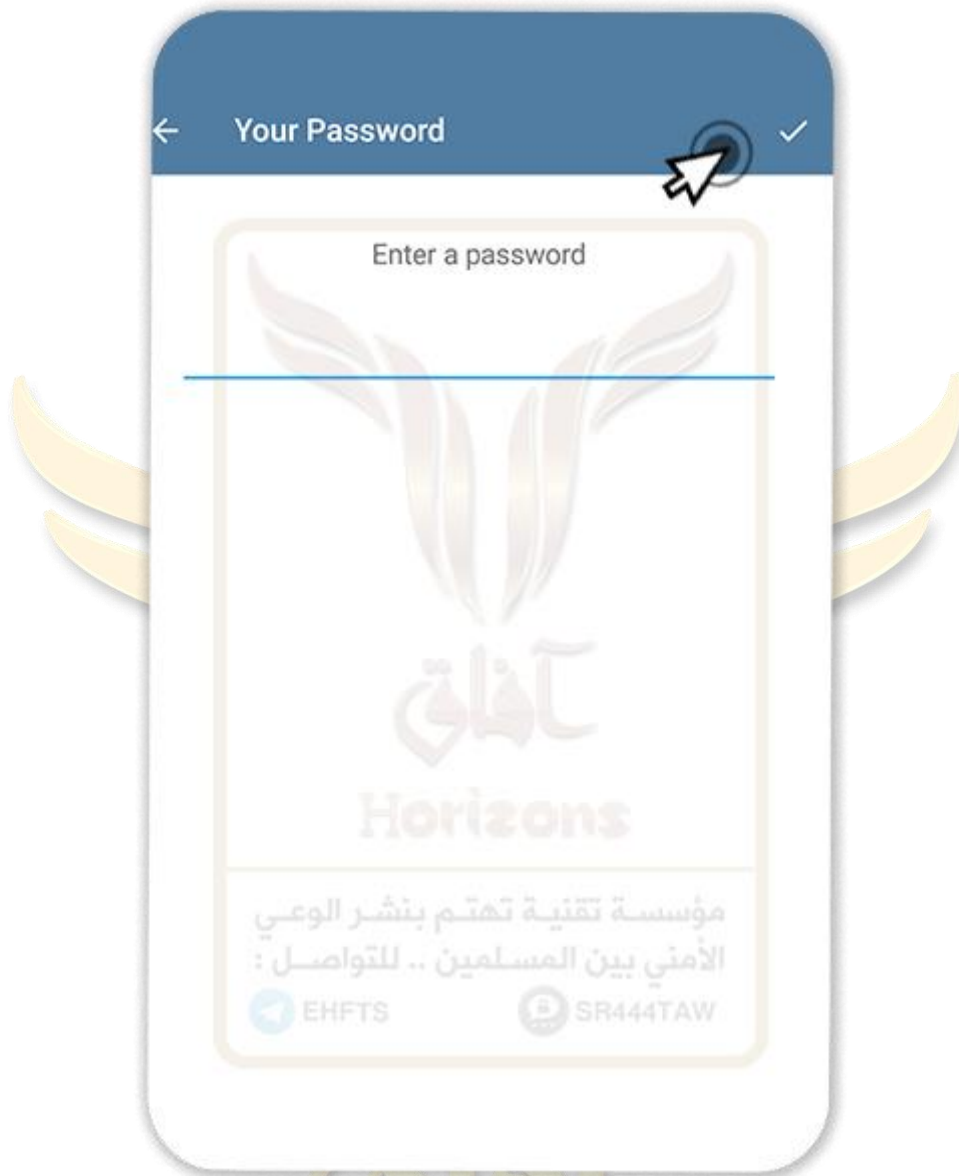 Your Password
Enter a password
آفاق
Horizons
مؤسسة تقنية تهتم بنشر الوعي
الأمني بين المسلمين .. للتواصل :
EHFTS
SR444TAW